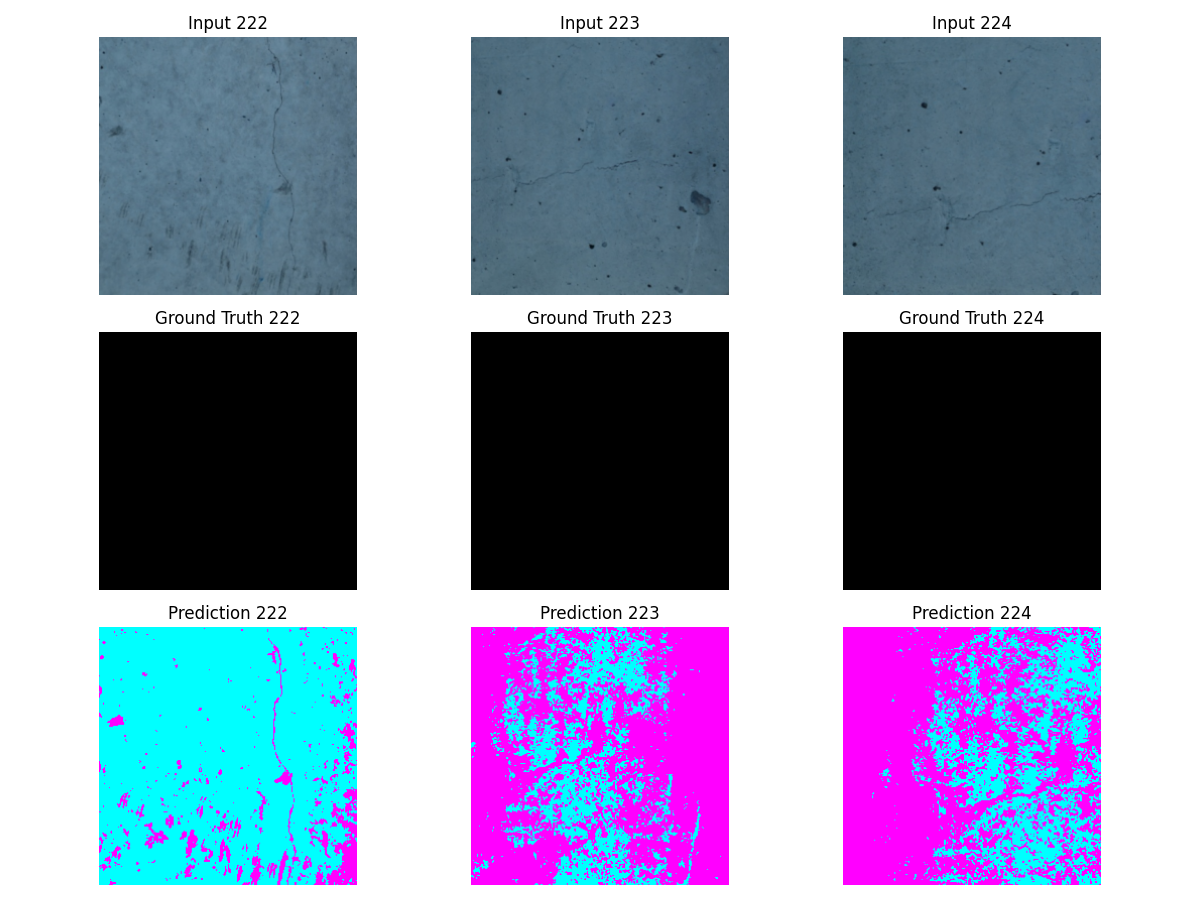 Input 222
Input 223
Input 224
Ground Truth 222
Ground Truth 223
Ground Truth 224
Prediction 222
Prediction 223
Prediction 224